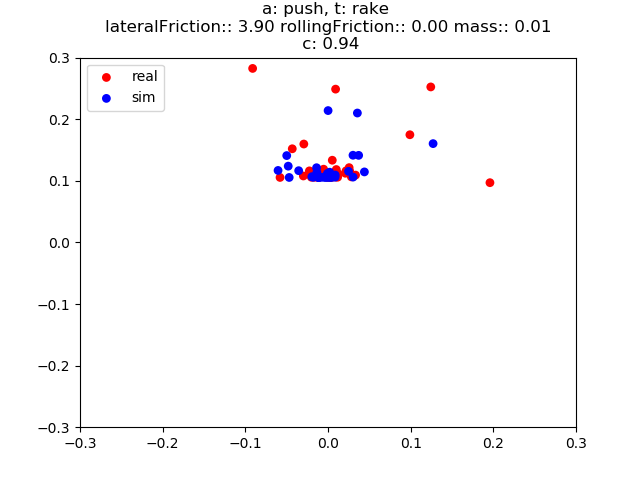 a: push, t: rake
lateralFriction:: 3.90 rollingFriction:: 0.00 mass:: 0.01
c: 0.94
real
sim
0.3
0.2
0.1
0.0
−0.1
−0.2
−0.3
−0.3 −0.2 −0.1 0.0 0.1 0.2 0.3